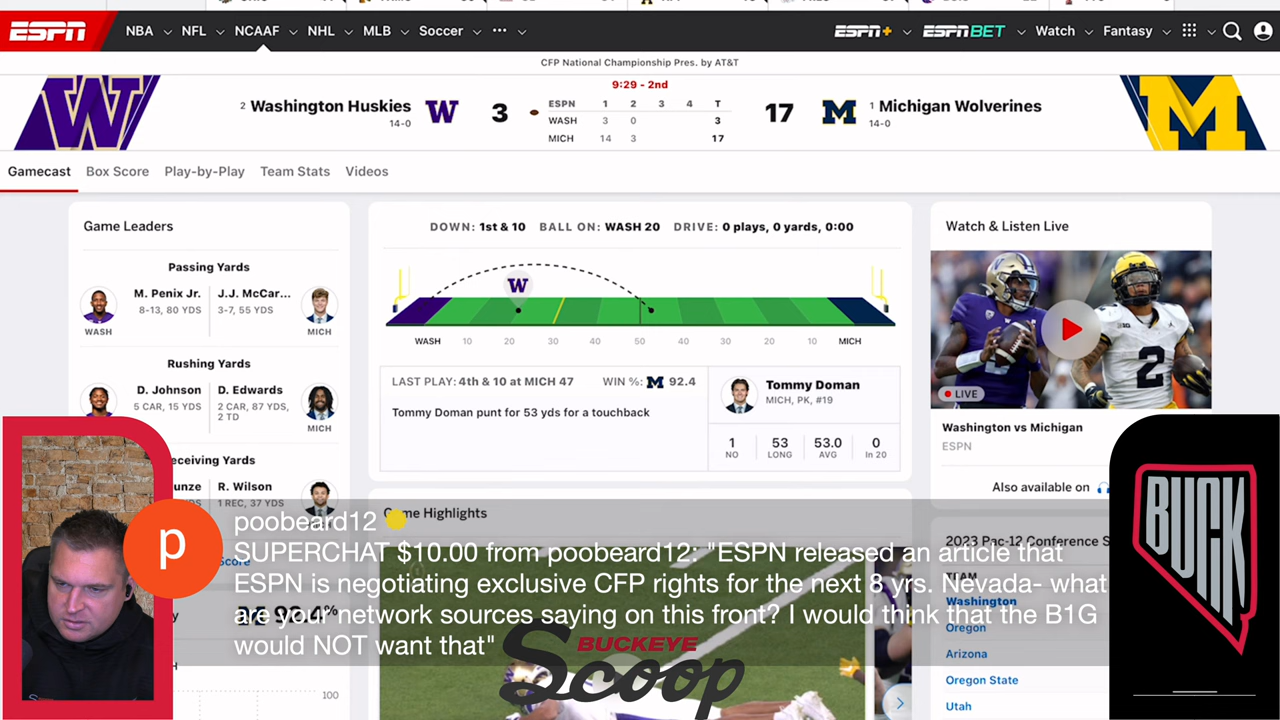 ESPN
NBA
NFL
NCAAF
NHL
MLB
Soccer
ESPN+
ESPN BET
Watch
Fantasy
CFP National Championship Pres. by AT&T
9:29 - 2nd
2 Washington Huskies
14-0
W
3
ESPN 1 2 3 4 T
WASH 3 0 3
MICH 14 3 17
17
M
1 Michigan Wolverines
14-0
W
M
Gamecast
Box Score
Play-by-Play
Team Stats
Videos
Game Leaders
Passing Yards
M. Penix Jr.
8-13, 80 YDS
WASH
J.J. McCar...
3-7, 55 YDS
MICH
Rushing Yards
D. Johnson
5 CAR, 15 YDS
D. Edwards
2 CAR, 87 YDS,
2 TD
MICH
eceiving Yards
unze
R. Wilson
1 REC, 37 YDS
DOWN: 1st & 10 BALL ON: WASH 20 DRIVE: 0 plays, 0 yards, 0:00
W
WASH 10 20 30 40 50 40 30 20 10 MICH
LAST PLAY: 4th & 10 at MICH 47
WIN %: M 92.4
Tommy Doman punt for 53 yds for a touchback
Tommy Doman
MICH, PK, #19
1 53 53.0 0
NO LONG AVG In 20
Game Highlights
Watch & Listen Live
2
LIVE
Washington vs Michigan
ESPN
Also available on
2023 Pac-12 Conference S
TEAM
Washington
Oregon
Arizona
Oregon State
Utah
100
p
poobeard12
SUPERCHAT $10.00 from poobeard12: "ESPN released an article that
ESPN is negotiating exclusive CFP rights for the next 8 yrs. Nevada- what
are your network sources saying on this front? I would think that the B1G
would NOT want that"
BUCKEYE
Scoop
BUCK